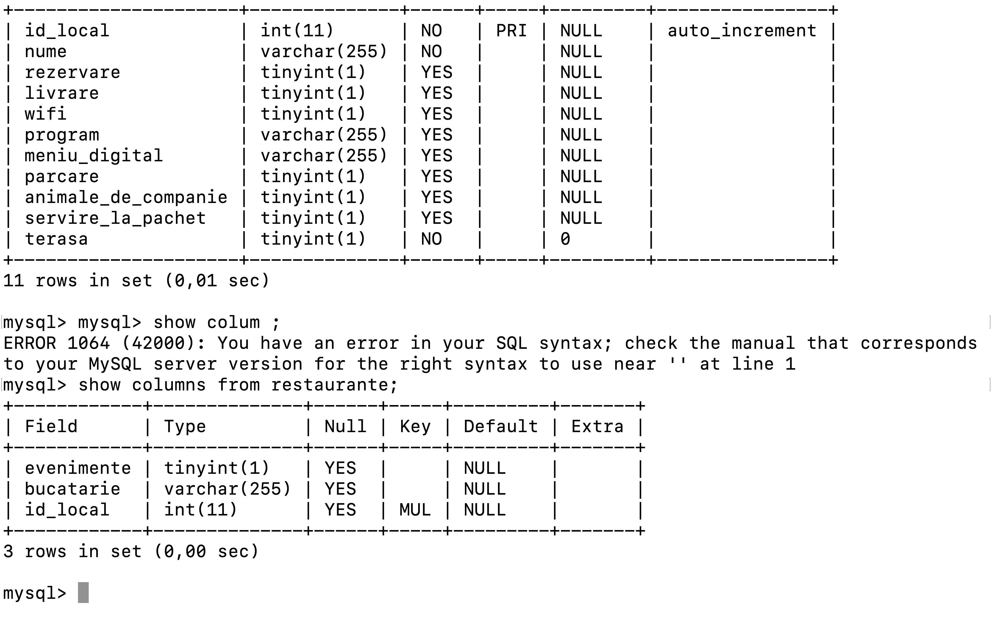 +----------------------+--------------+------+-----+---------+----------------+
| id_local             | int(11)      | NO   | PRI | NULL    | auto_increment |
| nume                 | varchar(255) | NO   |     | NULL    |                |
| rezervare            | tinyint(1)   | YES  |     | NULL    |                |
| livrare              | tinyint(1)   | YES  |     | NULL    |                |
| wifi                 | tinyint(1)   | YES  |     | NULL    |                |
| program              | varchar(255) | YES  |     | NULL    |                |
| meniu_digital        | varchar(255) | YES  |     | NULL    |                |
| parcare              | tinyint(1)   | YES  |     | NULL    |                |
| animale_de_companie  | tinyint(1)   | YES  |     | NULL    |                |
| servire_la_pachet    | tinyint(1)   | YES  |     | NULL    |                |
| terasa               | tinyint(1)   | NO   |     | 0       |                |
+----------------------+--------------+------+-----+---------+----------------+
11 rows in set (0,01 sec)

mysql> mysql> show colum ;
ERROR 1064 (42000): You have an error in your SQL syntax; check the manual that corresponds
to your MySQL server version for the right syntax to use near '' at line 1
mysql> show columns from restaurante;
+------------+--------------+------+-----+---------+-------+
| Field      | Type         | Null | Key | Default | Extra |
+------------+--------------+------+-----+---------+-------+
| evenimente | tinyint(1)   | YES  |     | NULL    |       |
| bucatarie  | varchar(255) | YES  |     | NULL    |       |
| id_local   | int(11)      | YES  | MUL | NULL    |       |
+------------+--------------+------+-----+---------+-------+
3 rows in set (0,00 sec)

mysql>